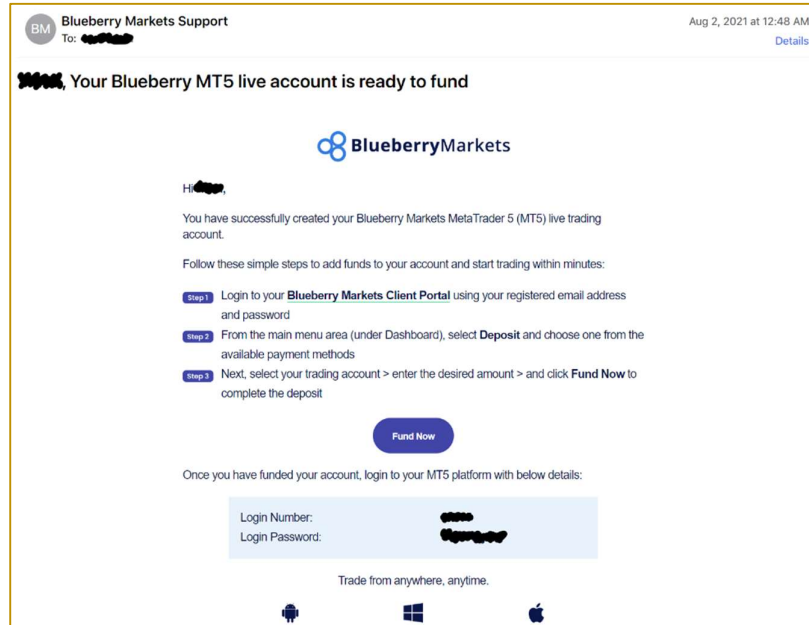 BM
Blueberry Markets Support
Aug 2, 2021 at 12:48 AM
To:
Details
, Your Blueberry MT5 live account is ready to fund
BlueberryMarkets
Hi ,
You have successfully created your Blueberry Markets MetaTrader 5 (MT5) live trading
account.
Follow these simple steps to add funds to your account and start trading within minutes:
Step 1 Login to your Blueberry Markets Client Portal using your registered email address
and password
Step 2 From the main menu area (under Dashboard), select Deposit and choose one from the
available payment methods
Step 3 Next, select your trading account > enter the desired amount > and click Fund Now to
complete the deposit
Fund Now
Once you have funded your account, login to your MT5 platform with below details:
Login Number:
Login Password:
Trade from anywhere, anytime.